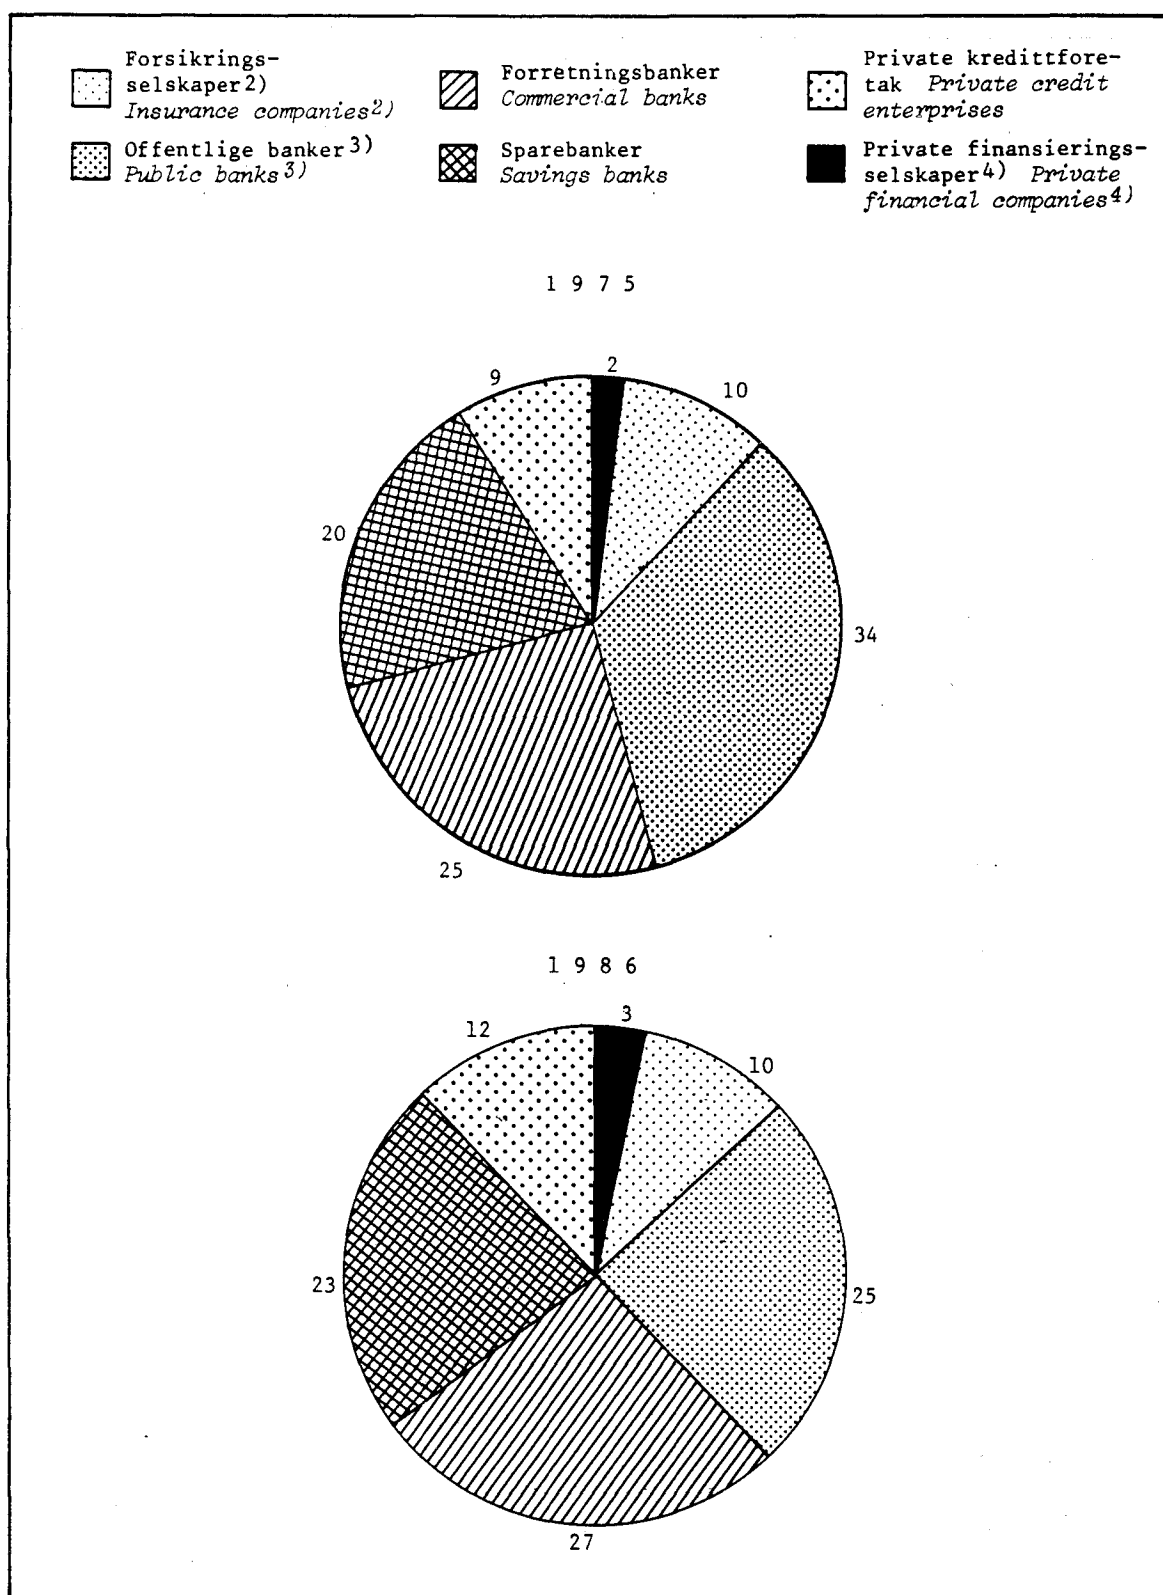 Forsikrings-
selskaper2)
Insurance companies2)
Offentlige banker3)
Public banks3)
Forretningsbanker
Commercial banks
Sparebanker
Savings banks
Private kredittfore-
tak Private credit
enterprises
Private finansierings-
selskaper4) Private
financial companies4)
1 9 7 5
2
10
9
20
34
25
1 9 8 6
3
10
12
23
25
27